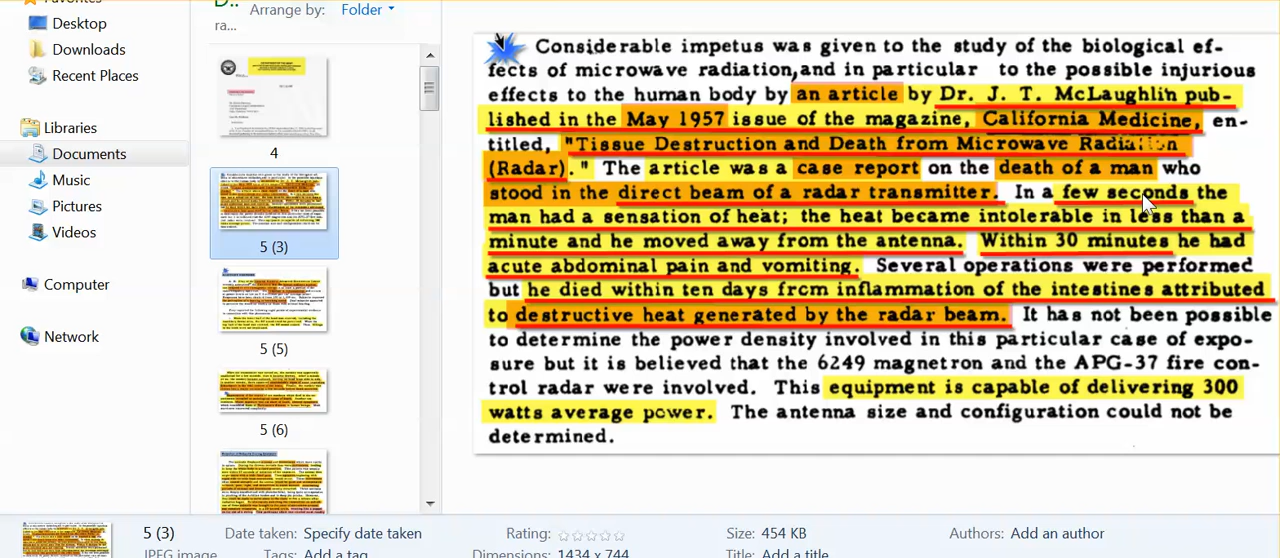 Favorites
Desktop
Downloads
Recent Places
Libraries
Documents
Music
Pictures
Videos
Computer
Network
ra...
Arrange by: Folder
4
5 (3)
5 (5)
5 (6)
Considerable impetus was given to the study of the biological ef-
fects of microwave radiation,and in particular to the possible injurious
effects to the human body by an article by Dr. J. T. McLaughlin pub-
lished in the May 1957 issue of the magazine, California Medicine, en-
titled, "Tissue Destruction and Death from Microwave Radiation
(Radar)." The article was a case report on the death of a man who
stood in the direct beam of a radar transmitter. In a few seconds the
man had a sensation of heat; the heat became intolerable in less than a
minute and he moved away from the antenna. Within 30 minutes he had
acute abdominal pain and vomiting. Several operations were performed
but he died within ten days from inflammation of the intestines attributed
to destructive heat generated by the radar beam. It has not been possible
to determine the power density involved in this particular case of expo-
sure but it is believed that the 6249 magnetron and the APG-37 fire con-
trol radar were involved. This equipment is capable of delivering 300
watts average power. The antenna size and configuration could not be
determined.
5 (3) Date taken: Specify date taken Rating: Size: 454 KB Authors: Add an author
JPEG image Tags: Add a tag Dimensions: 1434 x 744 Title: Add a title